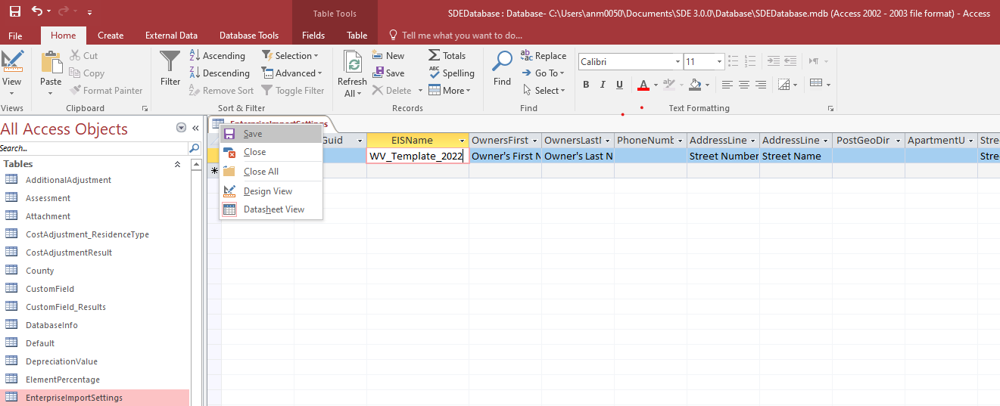 Table Tools
SDEDatabase : Database- C:\Users\anm0050\Documents\SDE 3.0.0\Database\SDEDatabase.mdb (Access 2002 - 2003 file format) - Access
File Home Create External Data Database Tools Fields Table Tell me what you want to do...
View
Views
Paste
Cut
Copy
Format Painter
Clipboard
Filter
Ascending
Descending
Remove Sort
Selection
Advanced
Toggle Filter
Sort & Filter
Refresh
All
New
Save
Delete
Totals
Spelling
More
Records
Find
Replace
Go To
Select
Find
Calibri 11
B I U A
Text Formatting
All Access Objects
Search...
Tables
AdditionalAdjustment
Assessment
Attachment
CostAdjustment_ResidenceType
CostAdjustmentResult
County
CustomField
CustomField_Results
DatabaseInfo
Default
DepreciationValue
ElementPercentage
EnterpriseImportSettings
EnterpriseImportSettings
Save
Close
Close All
Design View
Datasheet View
Guid EISName OwnersFirst OwnersLastN PhoneNumb AddressLine AddressLine PostGeoDir ApartmentU Stre
WV_Template_2022 Owner's First N Owner's Last N Street Number Street Name Stre